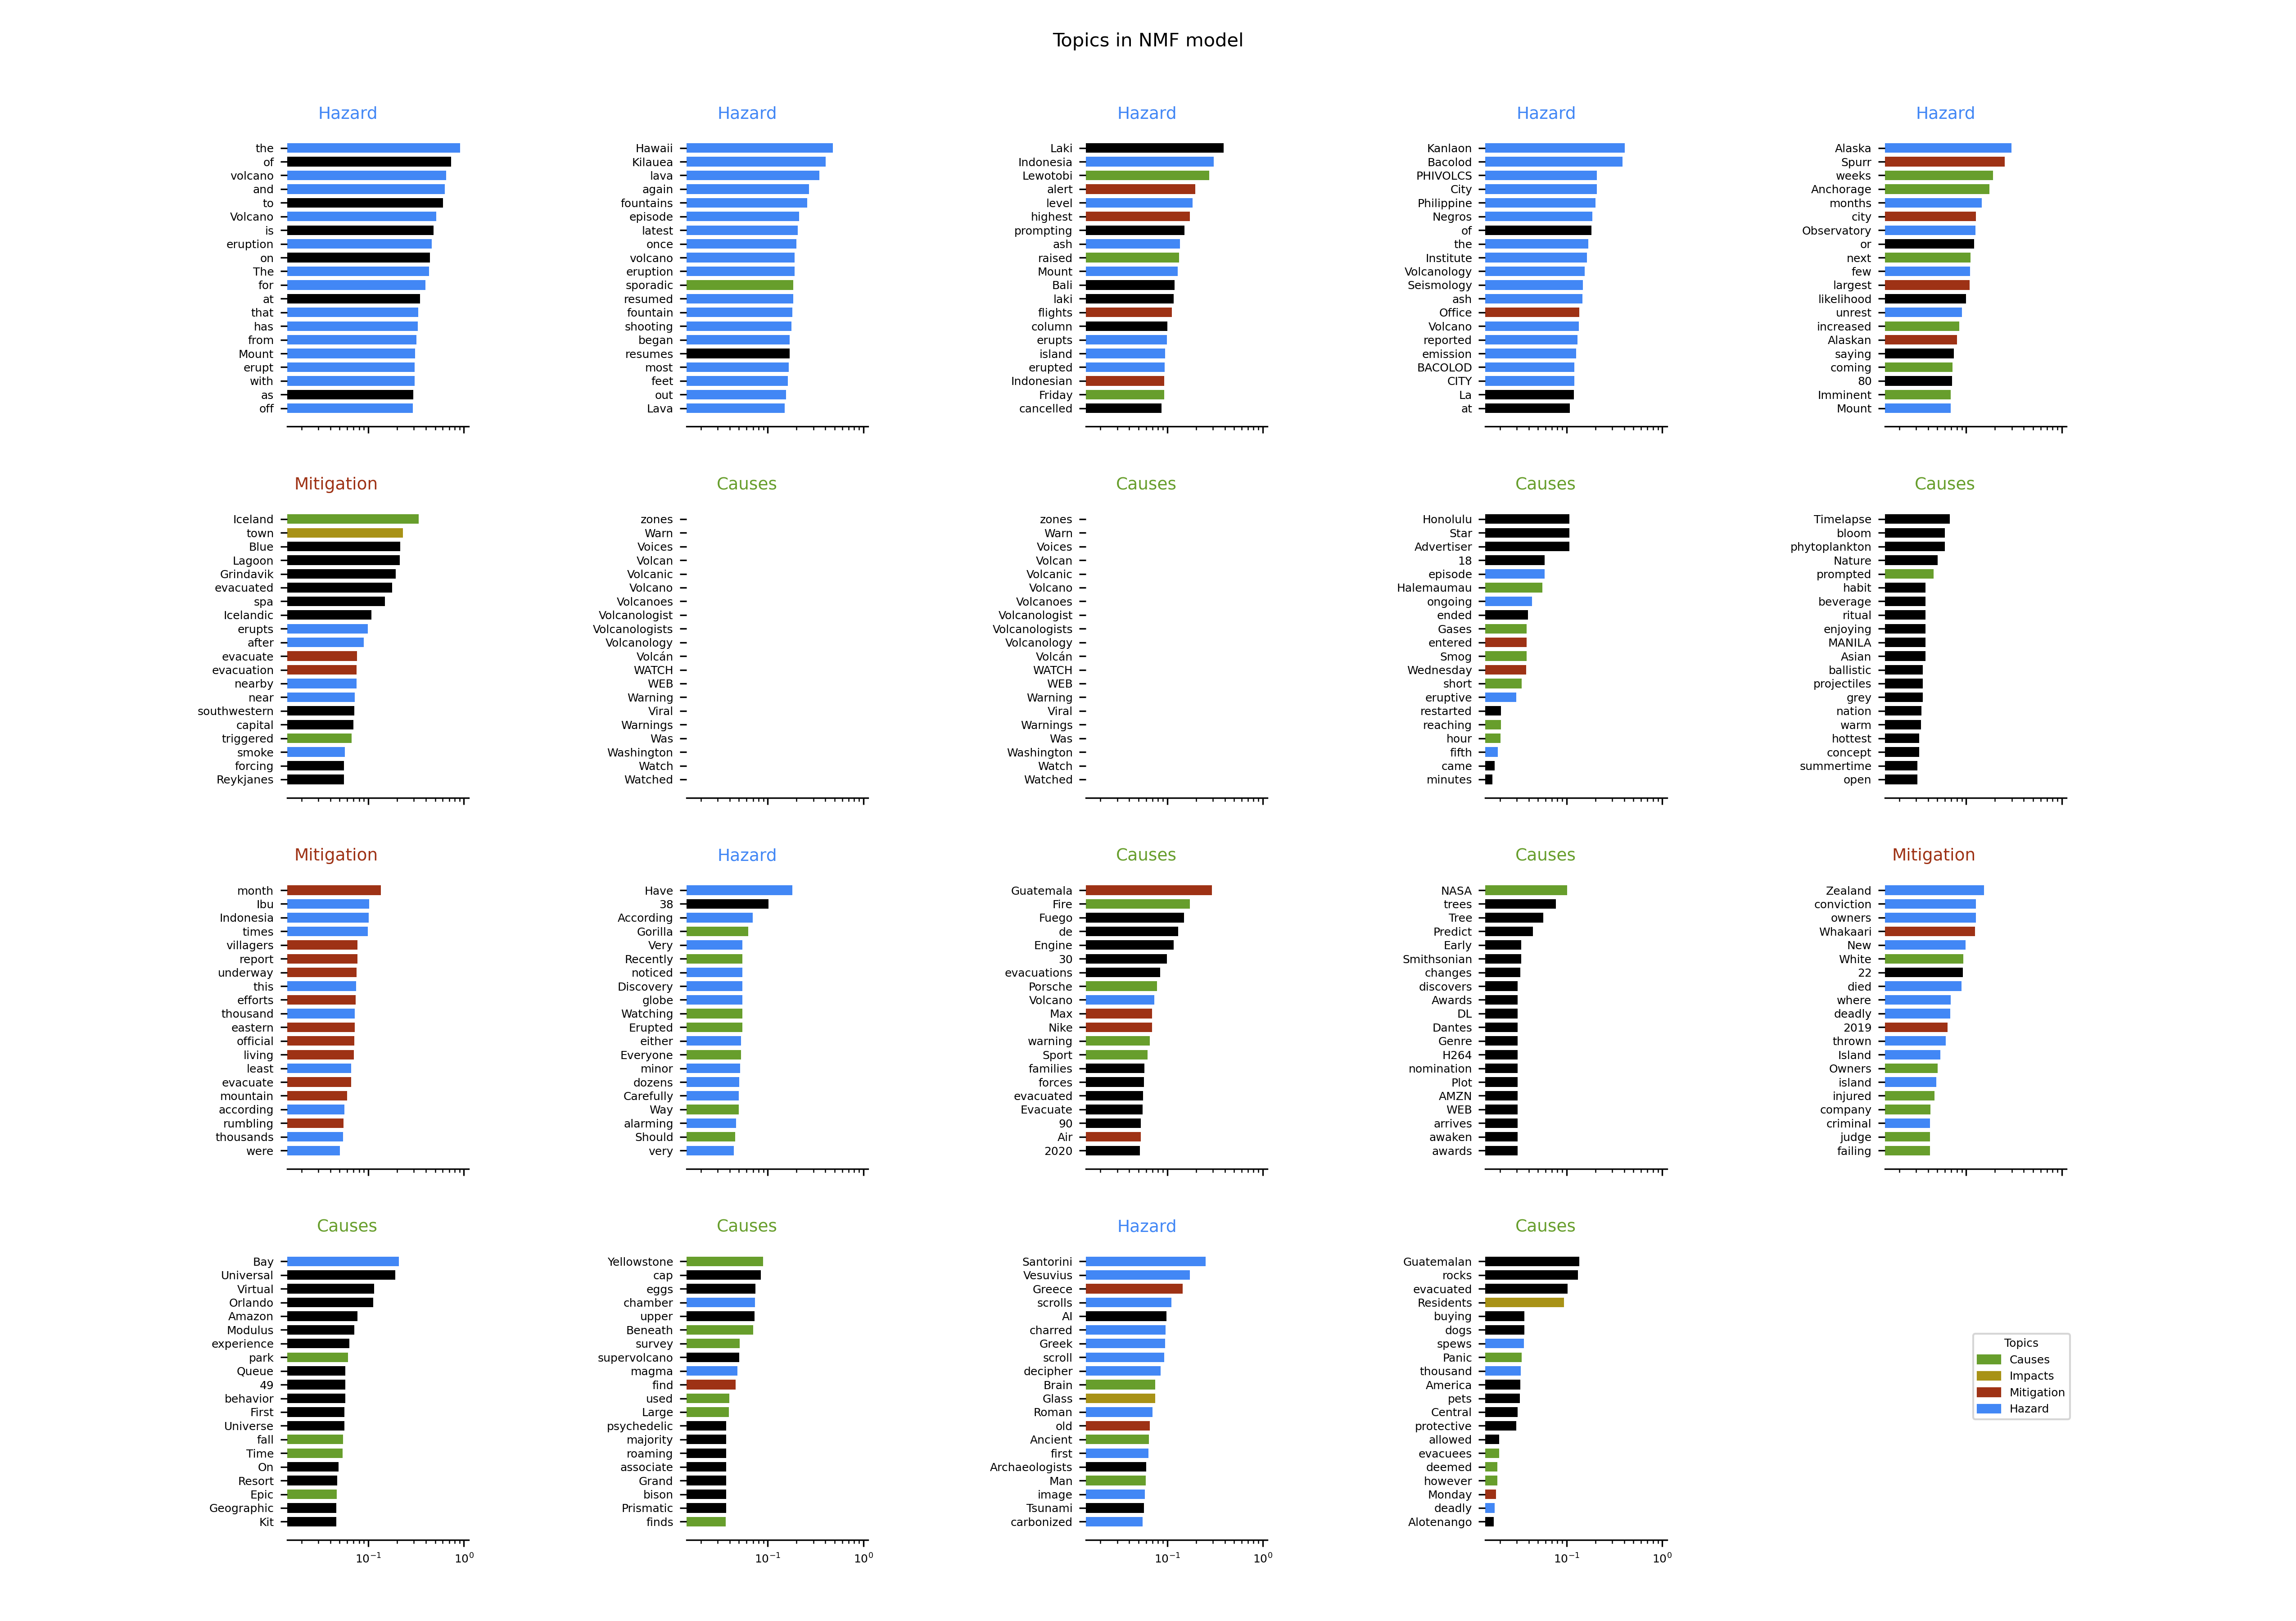 Topics in NMF model
Hazard
the
of
volcano
and
to
Volcano
is
eruption
on
The
for
at
that
has
from
Mount
erupt
with
as
off
Hazard
Hawaii
Kilauea
lava
again
fountains
episode
latest
once
volcano
eruption
sporadic
resumed
fountain
shooting
began
resumes
most
feet
out
Lava
Hazard
Laki
Indonesia
Lewotobi
alert
level
highest
prompting
ash
raised
Mount
Bali
laki
flights
column
erupts
island
erupted
Indonesian
Friday
cancelled
Hazard
Kanlaon
Bacolod
PHIVOLCS
City
Philippine
Negros
of
the
Institute
Volcanology
Seismology
ash
Office
Volcano
reported
emission
BACOLOD
CITY
La
at
Hazard
Alaska
Spurr
weeks
Anchorage
months
city
Observatory
or
next
few
largest
likelihood
unrest
increased
Alaskan
saying
coming
80
Imminent
Mount
Mitigation
Iceland
town
Blue
Lagoon
Grindavik
evacuated
spa
Icelandic
erupts
after
evacuate
evacuation
nearby
near
southwestern
capital
triggered
smoke
forcing
Reykjanes
Causes
zones
Warn
Voices
Volcan
Volcanic
Volcano
Volcanoes
Volcanologist
Volcanologists
Volcanology
Volcán
WATCH
WEB
Warning
Viral
Warnings
Was
Washington
Watch
Watched
Causes
zones
Warn
Voices
Volcan
Volcanic
Volcano
Volcanoes
Volcanologist
Volcanologists
Volcanology
Volcán
WATCH
WEB
Warning
Viral
Warnings
Was
Washington
Watch
Watched
Causes
Honolulu
Star
Advertiser
18
episode
Halemaumau
ongoing
ended
Gases
entered
Smog
Wednesday
short
eruptive
restarted
reaching
hour
fifth
came
minutes
Causes
Timelapse
bloom
phytoplankton
Nature
prompted
habit
beverage
ritual
enjoying
MANILA
Asian
ballistic
projectiles
grey
nation
warm
hottest
concept
summertime
open
Mitigation
month
Ibu
Indonesia
times
villagers
report
underway
this
efforts
thousand
eastern
official
living
least
evacuate
mountain
according
rumbling
thousands
were
Hazard
Have
38
According
Gorilla
Very
Recently
noticed
Discovery
globe
Watching
Erupted
either
Everyone
minor
dozens
Carefully
Way
alarming
Should
very
Causes
Guatemala
Fire
Fuego
de
Engine
30
evacuations
Porsche
Volcano
Max
Nike
warning
Sport
families
forces
evacuated
Evacuate
90
Air
2020
Causes
NASA
trees
Tree
Predict
Early
Smithsonian
changes
discovers
Awards
DL
Dantes
Genre
H264
nomination
Plot
AMZN
WEB
arrives
awaken
awards
Mitigation
Zealand
conviction
owners
Whakaari
New
White
22
died
where
deadly
2019
thrown
Island
Owners
island
injured
company
criminal
judge
failing
Causes
Bay
Universal
Virtual
Orlando
Amazon
Modulus
experience
park
Queue
49
behavior
First
Universe
fall
Time
On
Resort
Epic
Geographic
Kit
10⁻¹ 10⁰
Causes
Yellowstone
cap
eggs
chamber
upper
Beneath
survey
supervolcano
magma
find
used
Large
psychedelic
majority
roaming
associate
Grand
bison
Prismatic
finds
10⁻¹ 10⁰
Hazard
Santorini
Vesuvius
Greece
scrolls
AI
charred
Greek
scroll
decipher
Brain
Glass
Roman
old
Ancient
first
Archaeologists
Man
image
Tsunami
carbonized
10⁻¹ 10⁰
Causes
Guatemalan
rocks
evacuated
Residents
buying
dogs
spews
Panic
thousand
America
pets
Central
protective
allowed
evacuees
deemed
however
Monday
deadly
Alotenango
10⁻¹ 10⁰
Topics
Causes
Impacts
Mitigation
Hazard